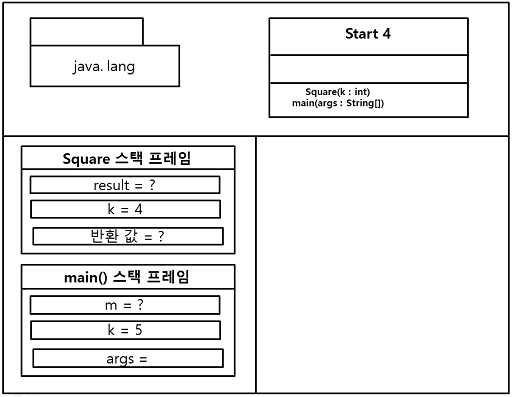 java. lang
Start 4
Square(k : int)
main(args : String[])
Square 스택 프레임
result = ?
k = 4
반환 값 = ?
main() 스택 프레임
m = ?
k = 5
args =